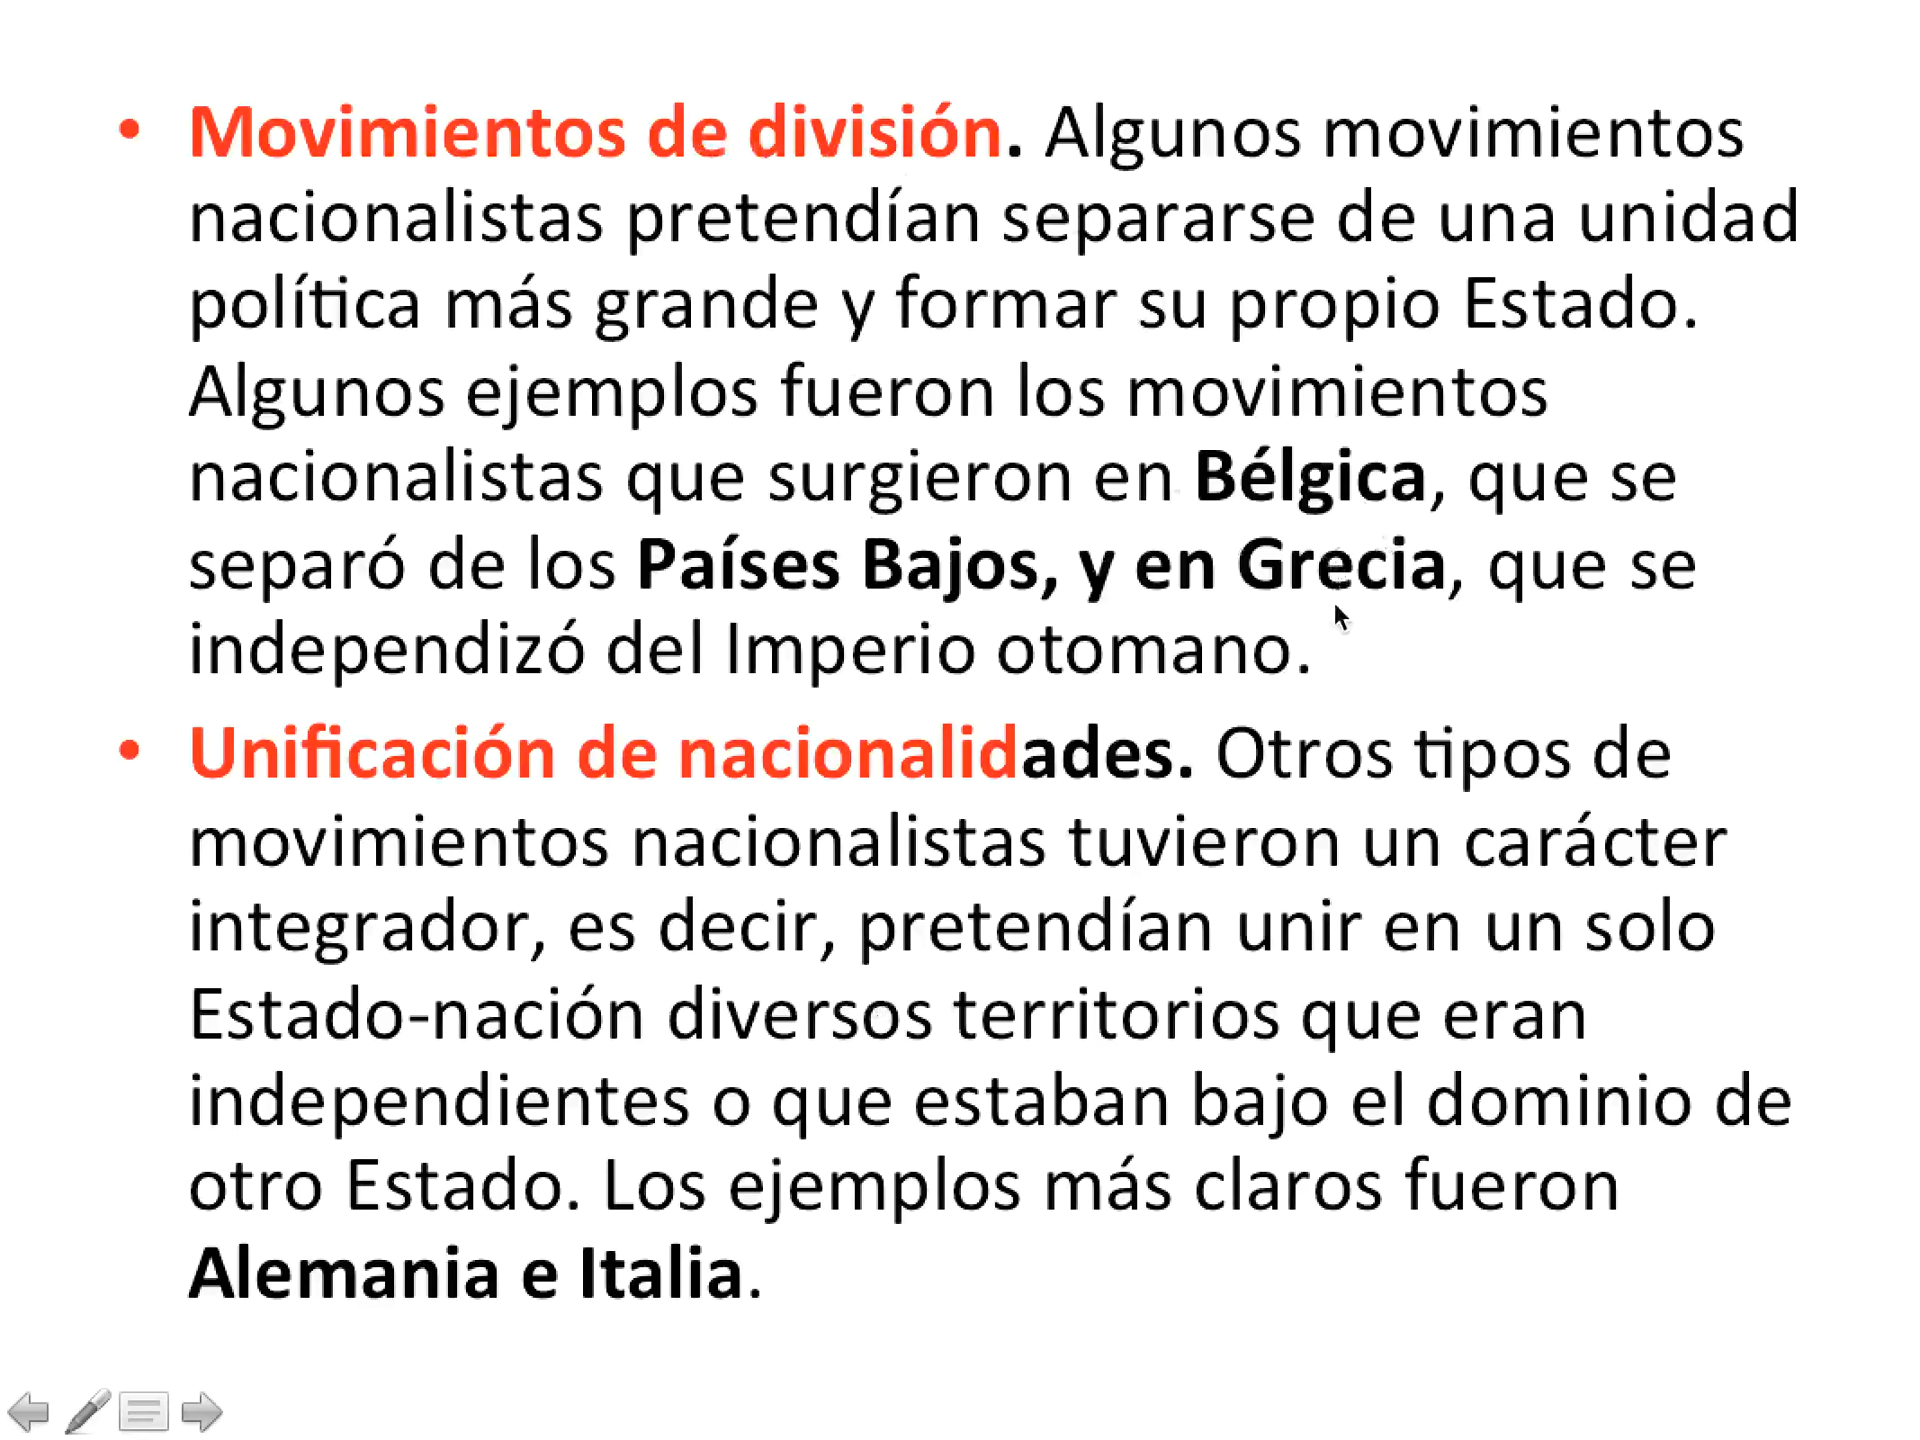 • Movimientos de división. Algunos movimientos
nacionalistas pretendían separarse de una unidad
política más grande y formar su propio Estado.
Algunos ejemplos fueron los movimientos
nacionalistas que surgieron en Bélgica, que se
separó de los Países Bajos, y en Grecia, que se
independizó del Imperio otomano.
• Unificación de nacionalidades. Otros tipos de
movimientos nacionalistas tuvieron un carácter
integrador, es decir, pretendían unir en un solo
Estado-nación diversos territorios que eran
independientes o que estaban bajo el dominio de
otro Estado. Los ejemplos más claros fueron
Alemania e Italia.